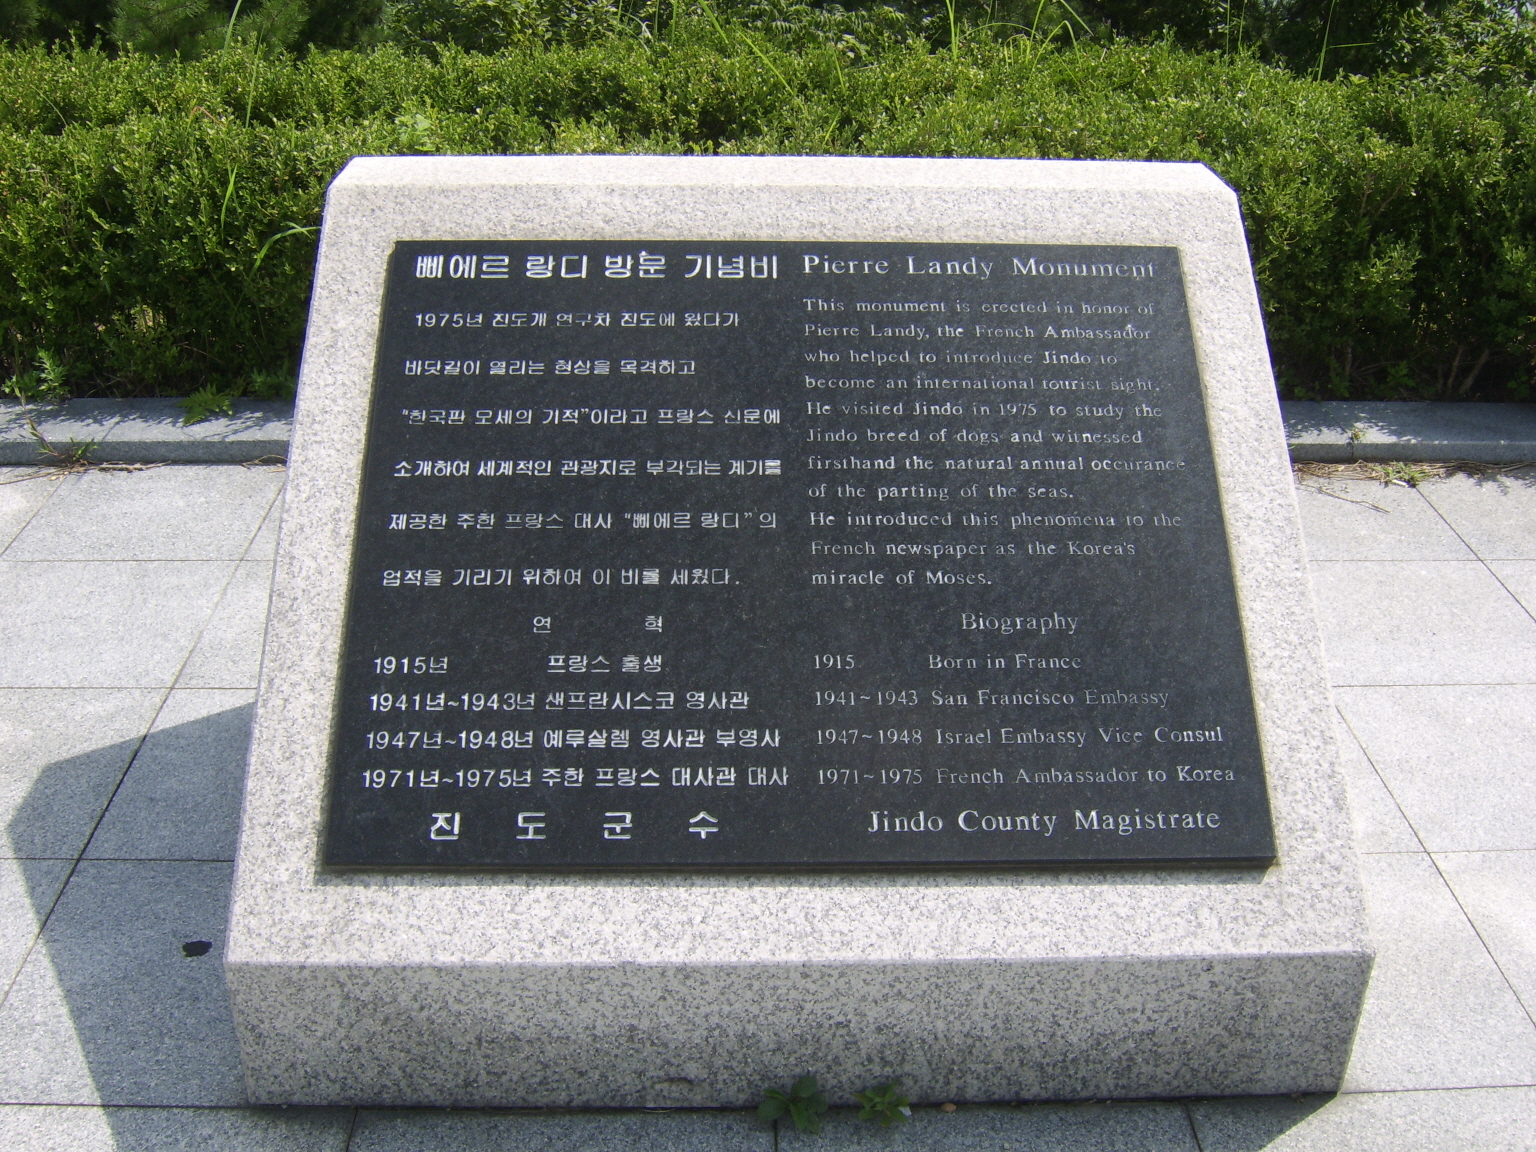 삐에르 랑디 방문 기념비
1975년 진도개 연구차 진도에 왔다가
바닷길이 열리는 현상을 목격하고
"한국판 모세의 기적"이라고 프랑스 신문에
소개하여 세계적인 관광지로 부각되는 계기를
제공한 주한 프랑스 대사 "삐에르 랑디"의
업적을 기리기 위하여 이 비를 세웠다.
연 혁
1915년 프랑스 출생
1941년~1943년 샌프란시스코 영사관
1947년~1948년 예루살렘 영사관 부영사
1971년~1975년 주한 프랑스 대사관 대사
진 도 군 수
Pierre Landy Monument
This monument is erected in honor of
Pierre Landy, the French Ambassador
who helped to introduce Jindo to
become an international tourist sight.
He visited Jindo in 1975 to study the
Jindo breed of dogs and witnessed
firsthand the natural annual occurance
of the parting of the seas.
He introduced this phenomena to the
French newspaper as the Korea's
miracle of Moses.
Biography
1915 Born in France
1941~1943 San Francisco Embassy
1947~1948 Israel Embassy Vice Consul
1971~1975 French Ambassador to Korea
Jindo County Magistrate